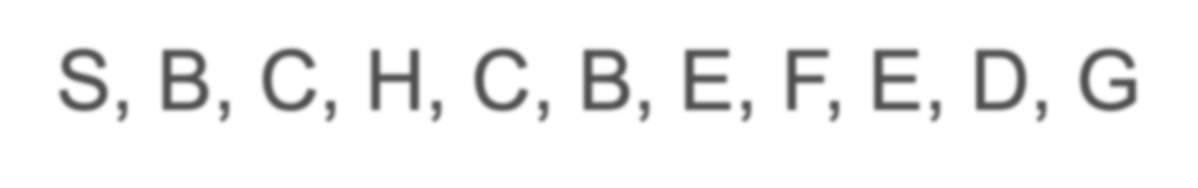 S, B, C, H, C, B, E, F, E, D, G